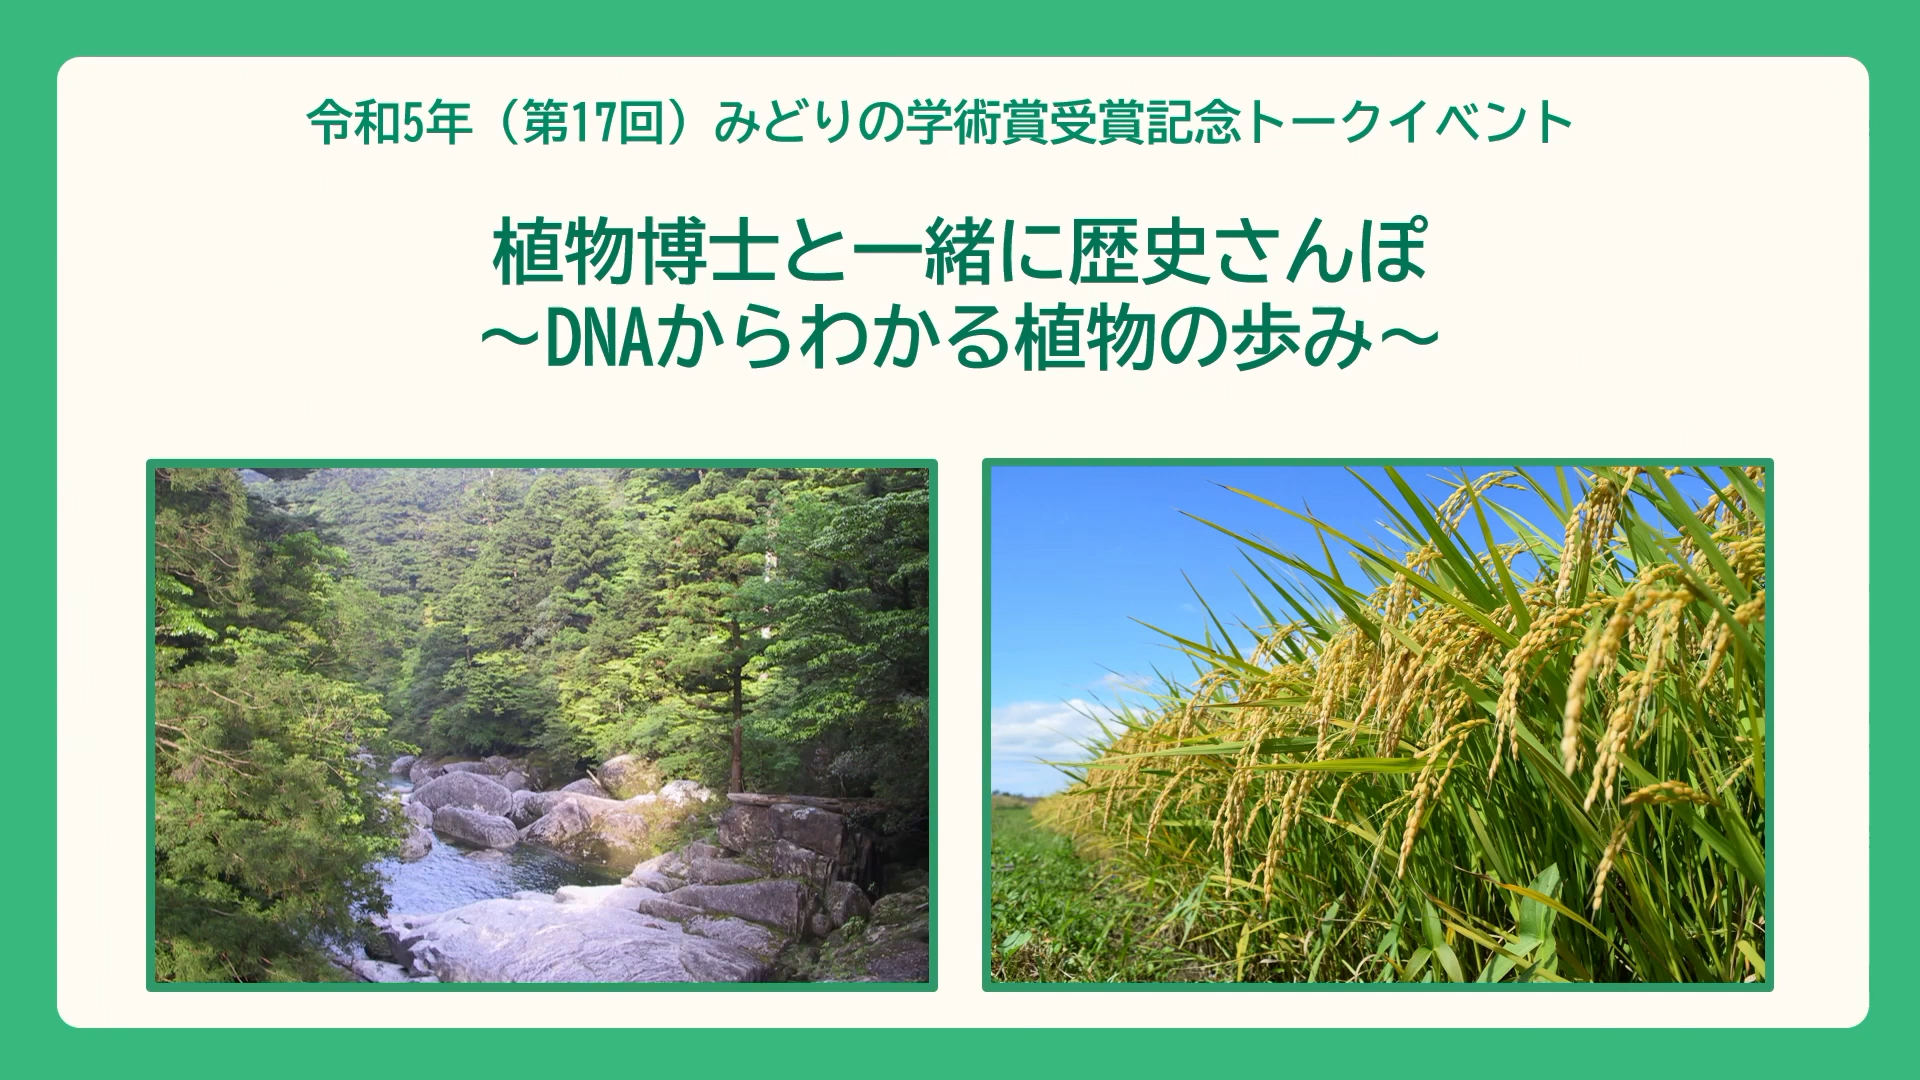 令和5年（第17回）みどりの学術賞受賞記念トークイベント
植物博士と一緒に歴史さんぽ
～DNAからわかる植物の歩み～